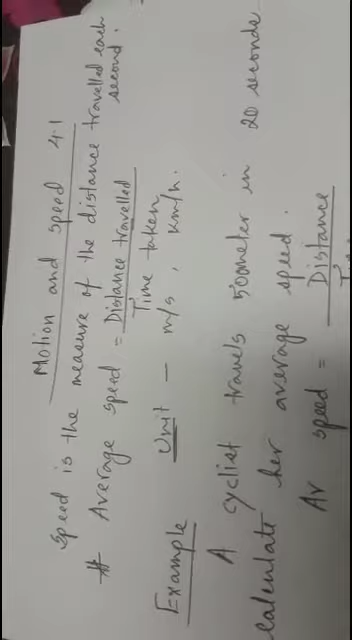 Motion and speed 4.1
Speed is the measure of the distance travelled each
second.
# Average speed = Distance travelled
Time taken
Unit – m/s, km/h.
Example
A cyclist travels 500meter in 20 seconds
calculate her average speed.
Av speed = Distance